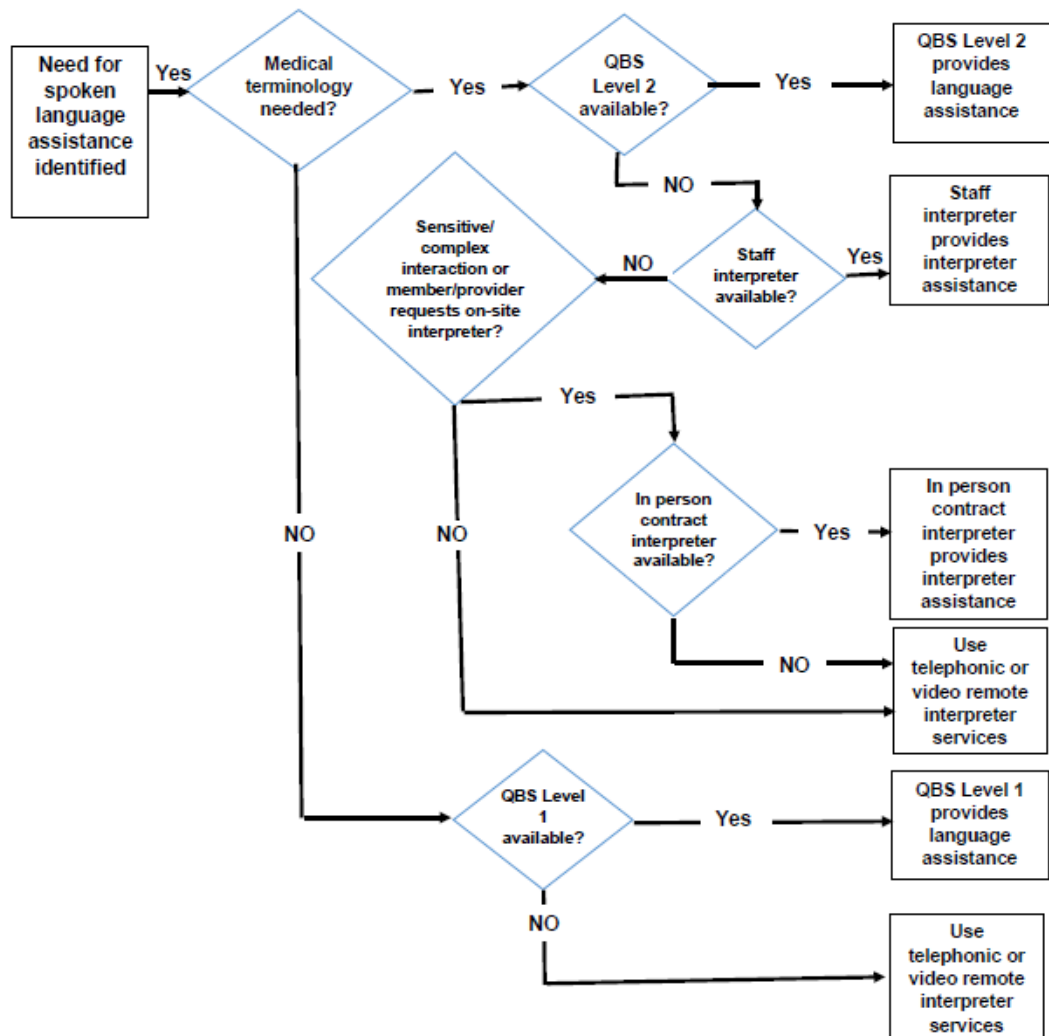 Need for
spoken
language
assistance
identified
Yes
Medical
terminology
needed?
Yes
QBS
Level 2
available?
Yes
QBS Level 2
provides
language
assistance
NO
Staff
interpreter
available?
Yes
Staff
interpreter
provides
interpreter
assistance
NO
Sensitive/
complex
interaction or
member/provider
requests on-site
interpreter?
Yes
In person
contract
interpreter
available?
Yes
In person
contract
interpreter
provides
interpreter
assistance
NO
NO
NO
Use
telephonic or
video remote
interpreter
services
QBS Level
1
available?
Yes
QBS Level 1
provides
language
assistance
NO
Use
telephonic or
video remote
interpreter
services